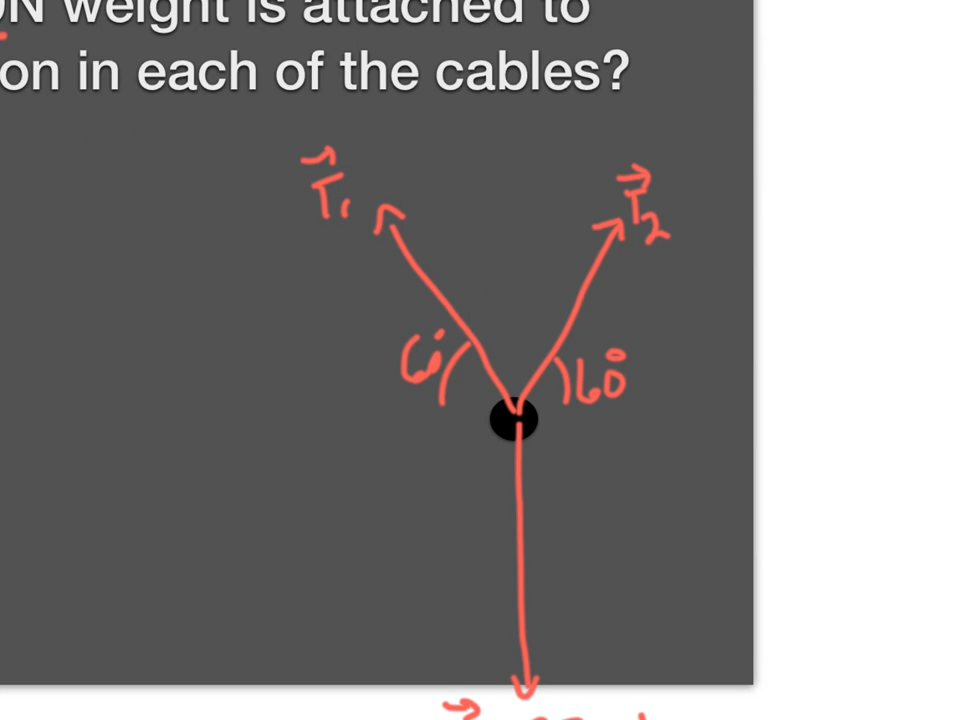 N weight is attached to
on in each of the cables?
T₁
T₂
60°
60°